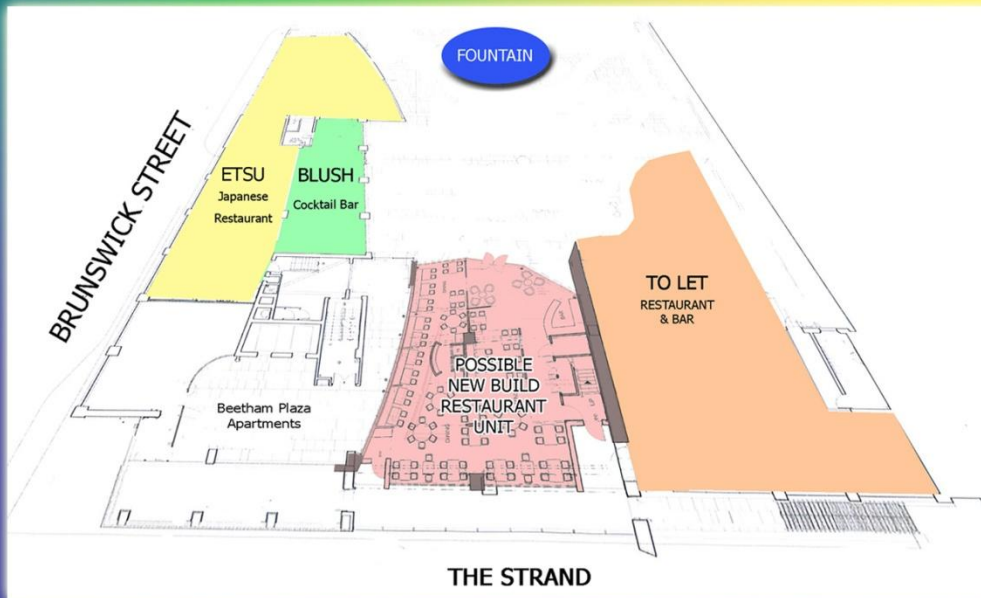 FOUNTAIN
BRUNSWICK STREET
ETSU
Japanese
Restaurant
BLUSH
Cocktail Bar
TO LET
RESTAURANT
& BAR
POSSIBLE
NEW BUILD
RESTAURANT
UNIT
Beetham Plaza
Apartments
THE STRAND